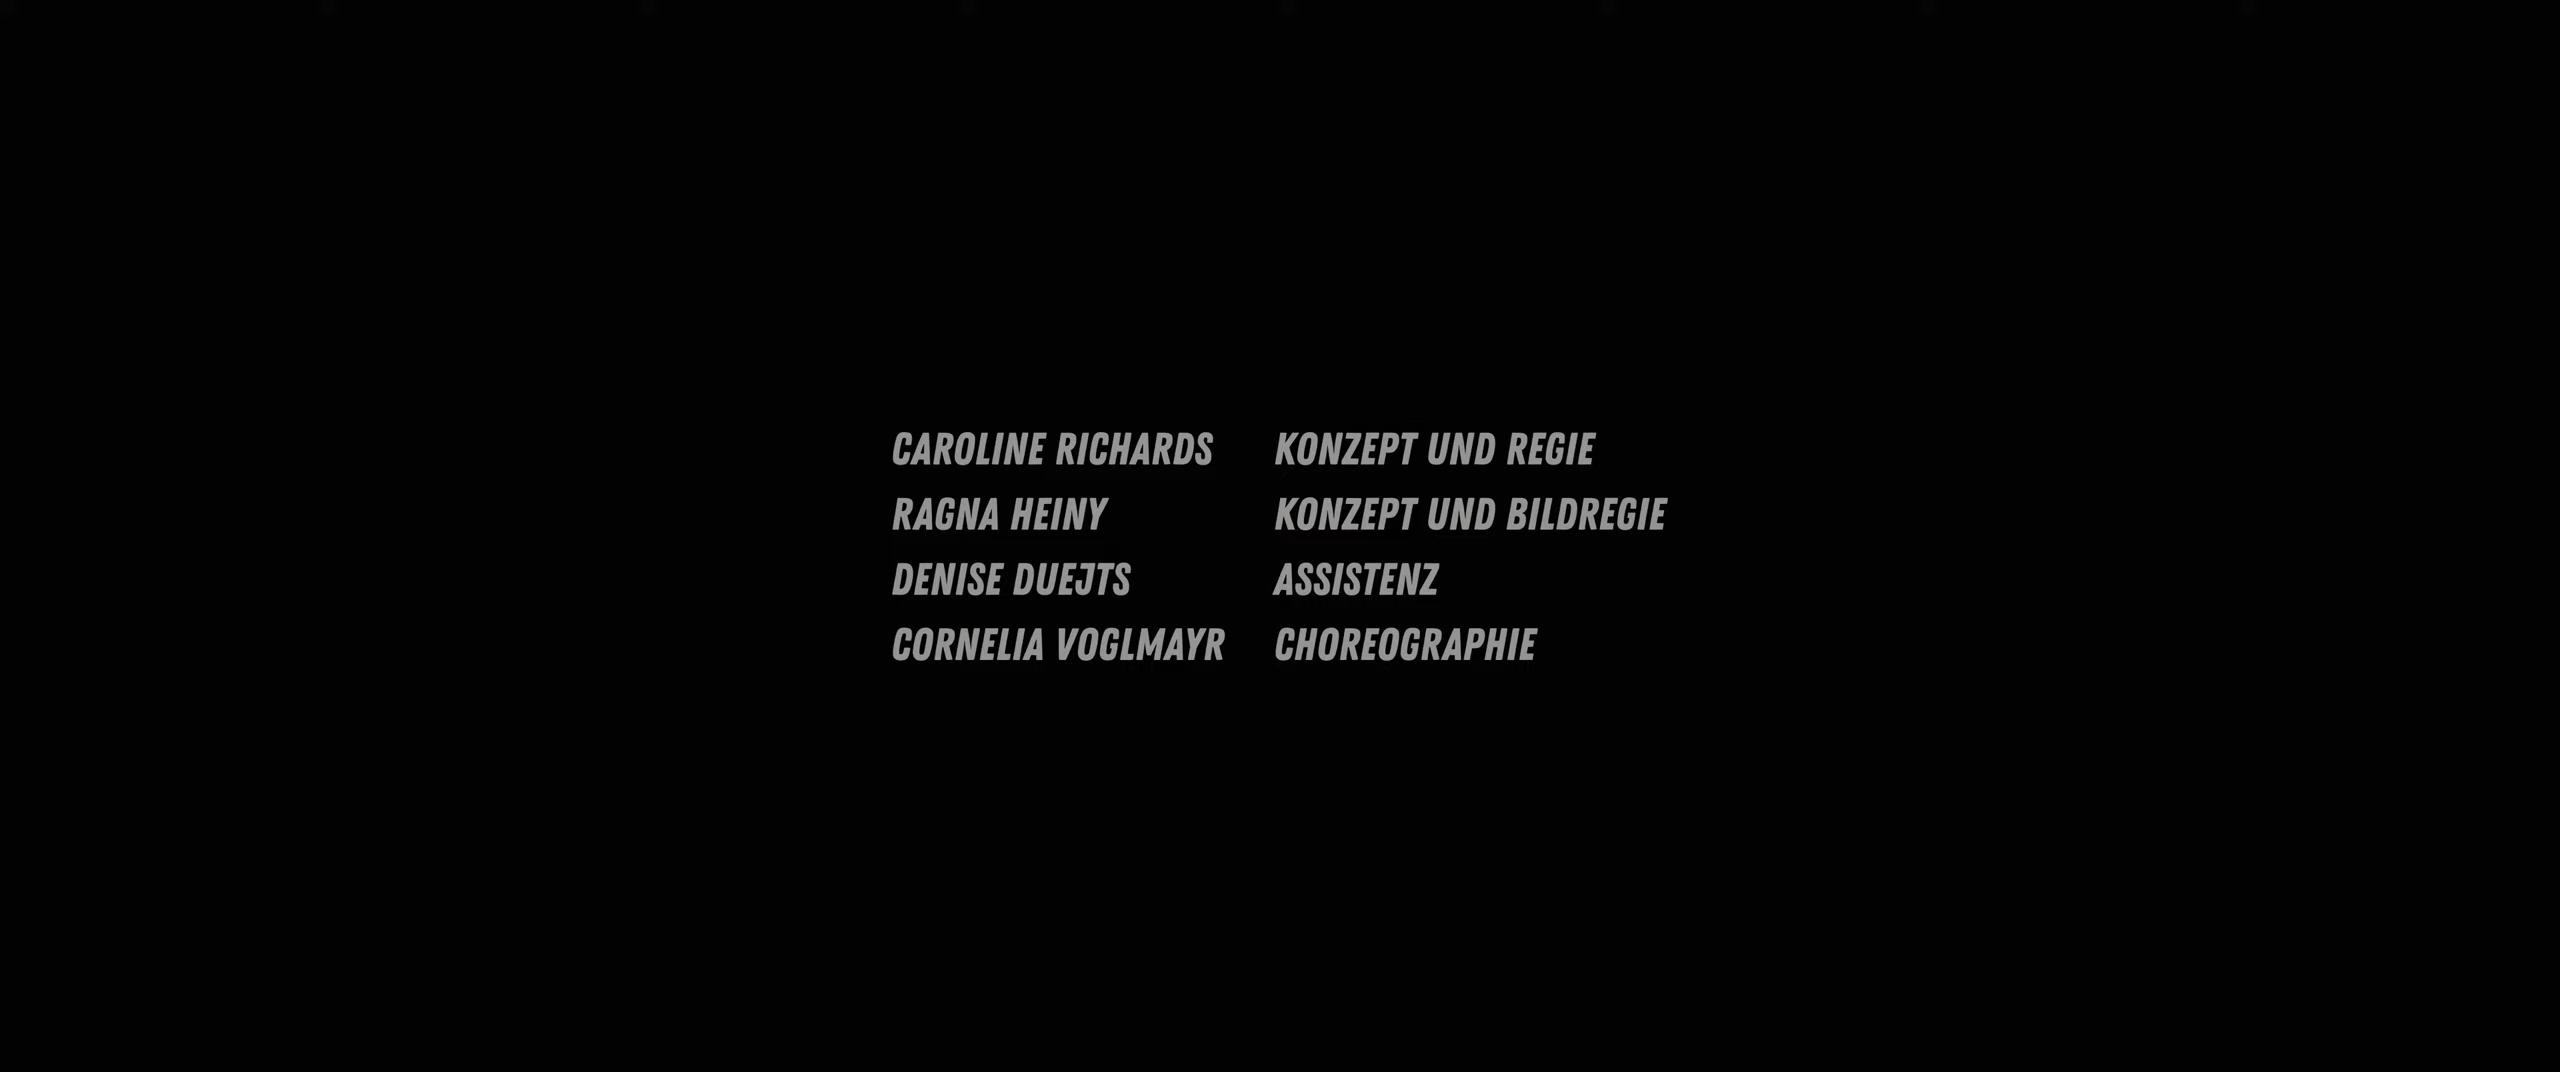 CAROLINE RICHARDS KONZEPT UND REGIE
RAGNA HEINY KONZEPT UND BILDREGIE
DENISE DUEJTS ASSISTENZ
CORNELIA VOGLMAYR CHOREOGRAPHIE